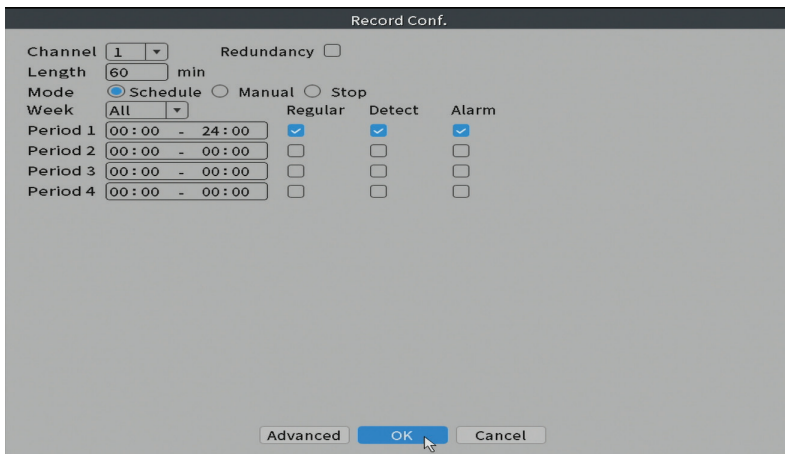 Record Conf.
Channel 1 Redundancy
Length 60 min
Mode Schedule Manual Stop
Week All Regular Detect Alarm
Period 1 00:00 - 24:00
Period 2 00:00 - 00:00
Period 3 00:00 - 00:00
Period 4 00:00 - 00:00
Advanced OK Cancel